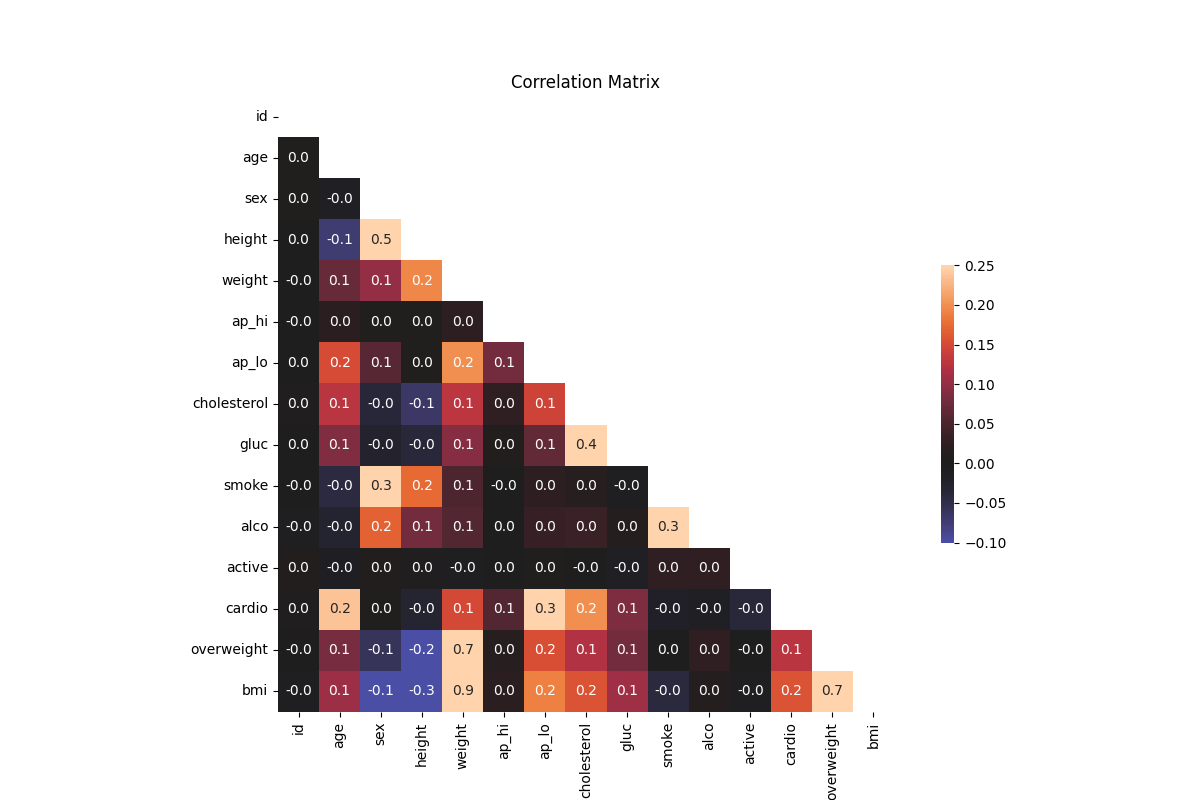 Correlation Matrix
id
age 0.0
sex 0.0 -0.0
height 0.0 -0.1 0.5
weight -0.0 0.1 0.1 0.2
ap_hi -0.0 0.0 0.0 0.0 0.0
ap_lo 0.0 0.2 0.1 0.0 0.2 0.1
cholesterol 0.0 0.1 -0.0 -0.1 0.1 0.0 0.1
gluc 0.0 0.1 -0.0 -0.0 0.1 0.0 0.1 0.4
smoke -0.0 -0.0 0.3 0.2 0.1 -0.0 0.0 0.0 -0.0
alco -0.0 -0.0 0.2 0.1 0.1 0.0 0.0 0.0 0.0 0.3
active 0.0 -0.0 0.0 0.0 -0.0 0.0 0.0 -0.0 -0.0 0.0 0.0
cardio 0.0 0.2 0.0 -0.0 0.1 0.1 0.3 0.2 0.1 -0.0 -0.0 -0.0
overweight -0.0 0.1 -0.1 -0.2 0.7 0.0 0.2 0.1 0.1 0.0 0.0 -0.0 0.1
bmi -0.0 0.1 -0.1 -0.3 0.9 0.0 0.2 0.2 0.1 -0.0 0.0 -0.0 0.2 0.7
id age sex height weight ap_hi ap_lo cholesterol gluc smoke alco active cardio overweight bmi
0.25
0.20
0.15
0.10
0.05
0.00
−0.05
−0.10